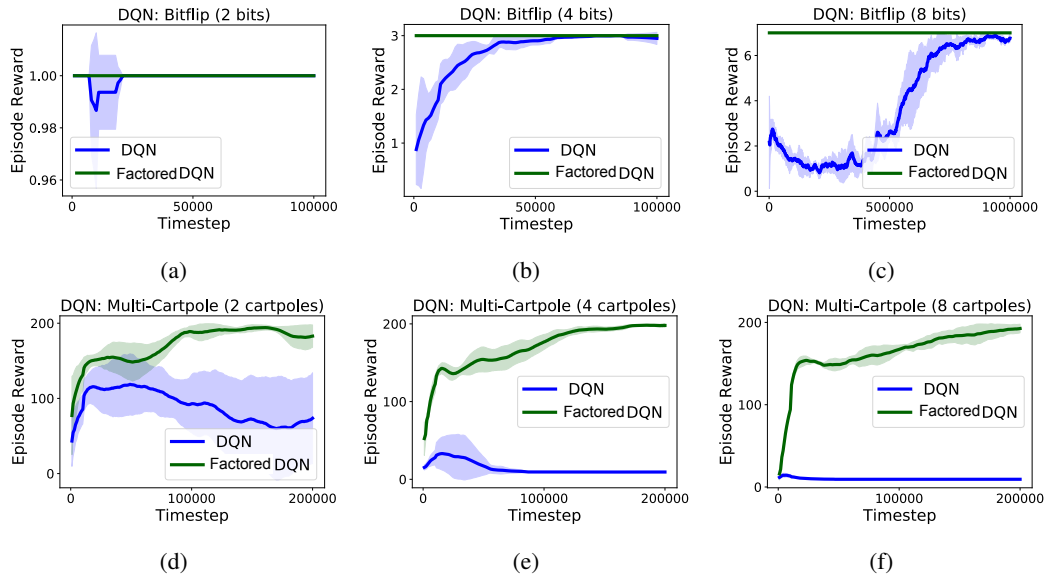 DQN: Bitflip (2 bits)
Episode Reward
1.00
0.98
0.96
DQN
Factored DQN
0
50000
100000
Timestep
(a)
DQN: Bitflip (4 bits)
Episode Reward
3
2
1
DQN
Factored DQN
0
50000
100000
Timestep
(b)
DQN: Bitflip (8 bits)
Episode Reward
6
4
2
0
DQN
Factored DQN
0
500000
1000000
Timestep
(c)
DQN: Multi-Cartpole (2 cartpoles)
Episode Reward
200
100
0
DQN
Factored DQN
0
100000
200000
Timestep
(d)
DQN: Multi-Cartpole (4 cartpoles)
Episode Reward
200
100
0
DQN
Factored DQN
0
100000
200000
Timestep
(e)
DQN: Multi-Cartpole (8 cartpoles)
Episode Reward
200
100
0
DQN
Factored DQN
0
100000
200000
Timestep
(f)